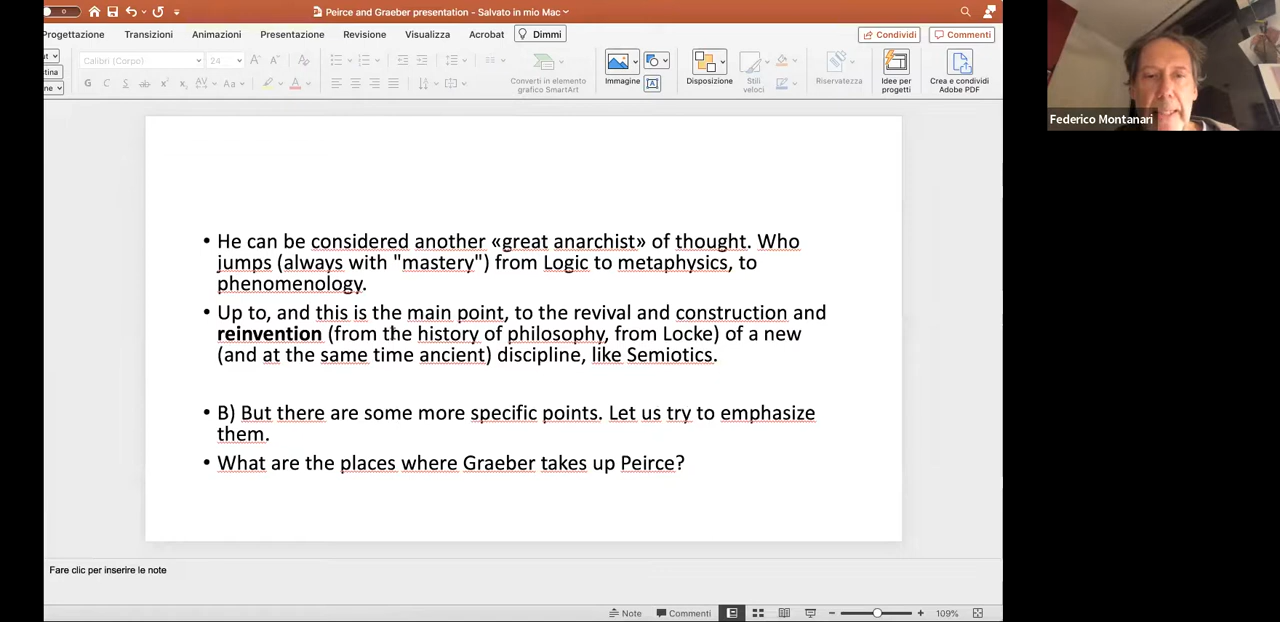 Peirce and Graeber presentation - Salvato in mio Mac
Progettazione Transizioni Animazioni Presentazione Revisione Visualizza Acrobat Dimmi Condividi Commenti
Calibri (Corpo) 24
Converti in elemento
grafico SmartArt
Immagine
Disposizione
Stili
veloci
Riservatezza
Idee per
progetti
Crea e condividi
Adobe PDF
Federico Montanari
• He can be considered another «great anarchist» of thought. Who
jumps (always with "mastery") from Logic to metaphysics, to
phenomenology.
• Up to, and this is the main point, to the revival and construction and
reinvention (from the history of philosophy, from Locke) of a new
(and at the same time ancient) discipline, like Semiotics.
• B) But there are some more specific points. Let us try to emphasize
them.
• What are the places where Graeber takes up Peirce?
Fare clic per inserire le note
Note Commenti 109%